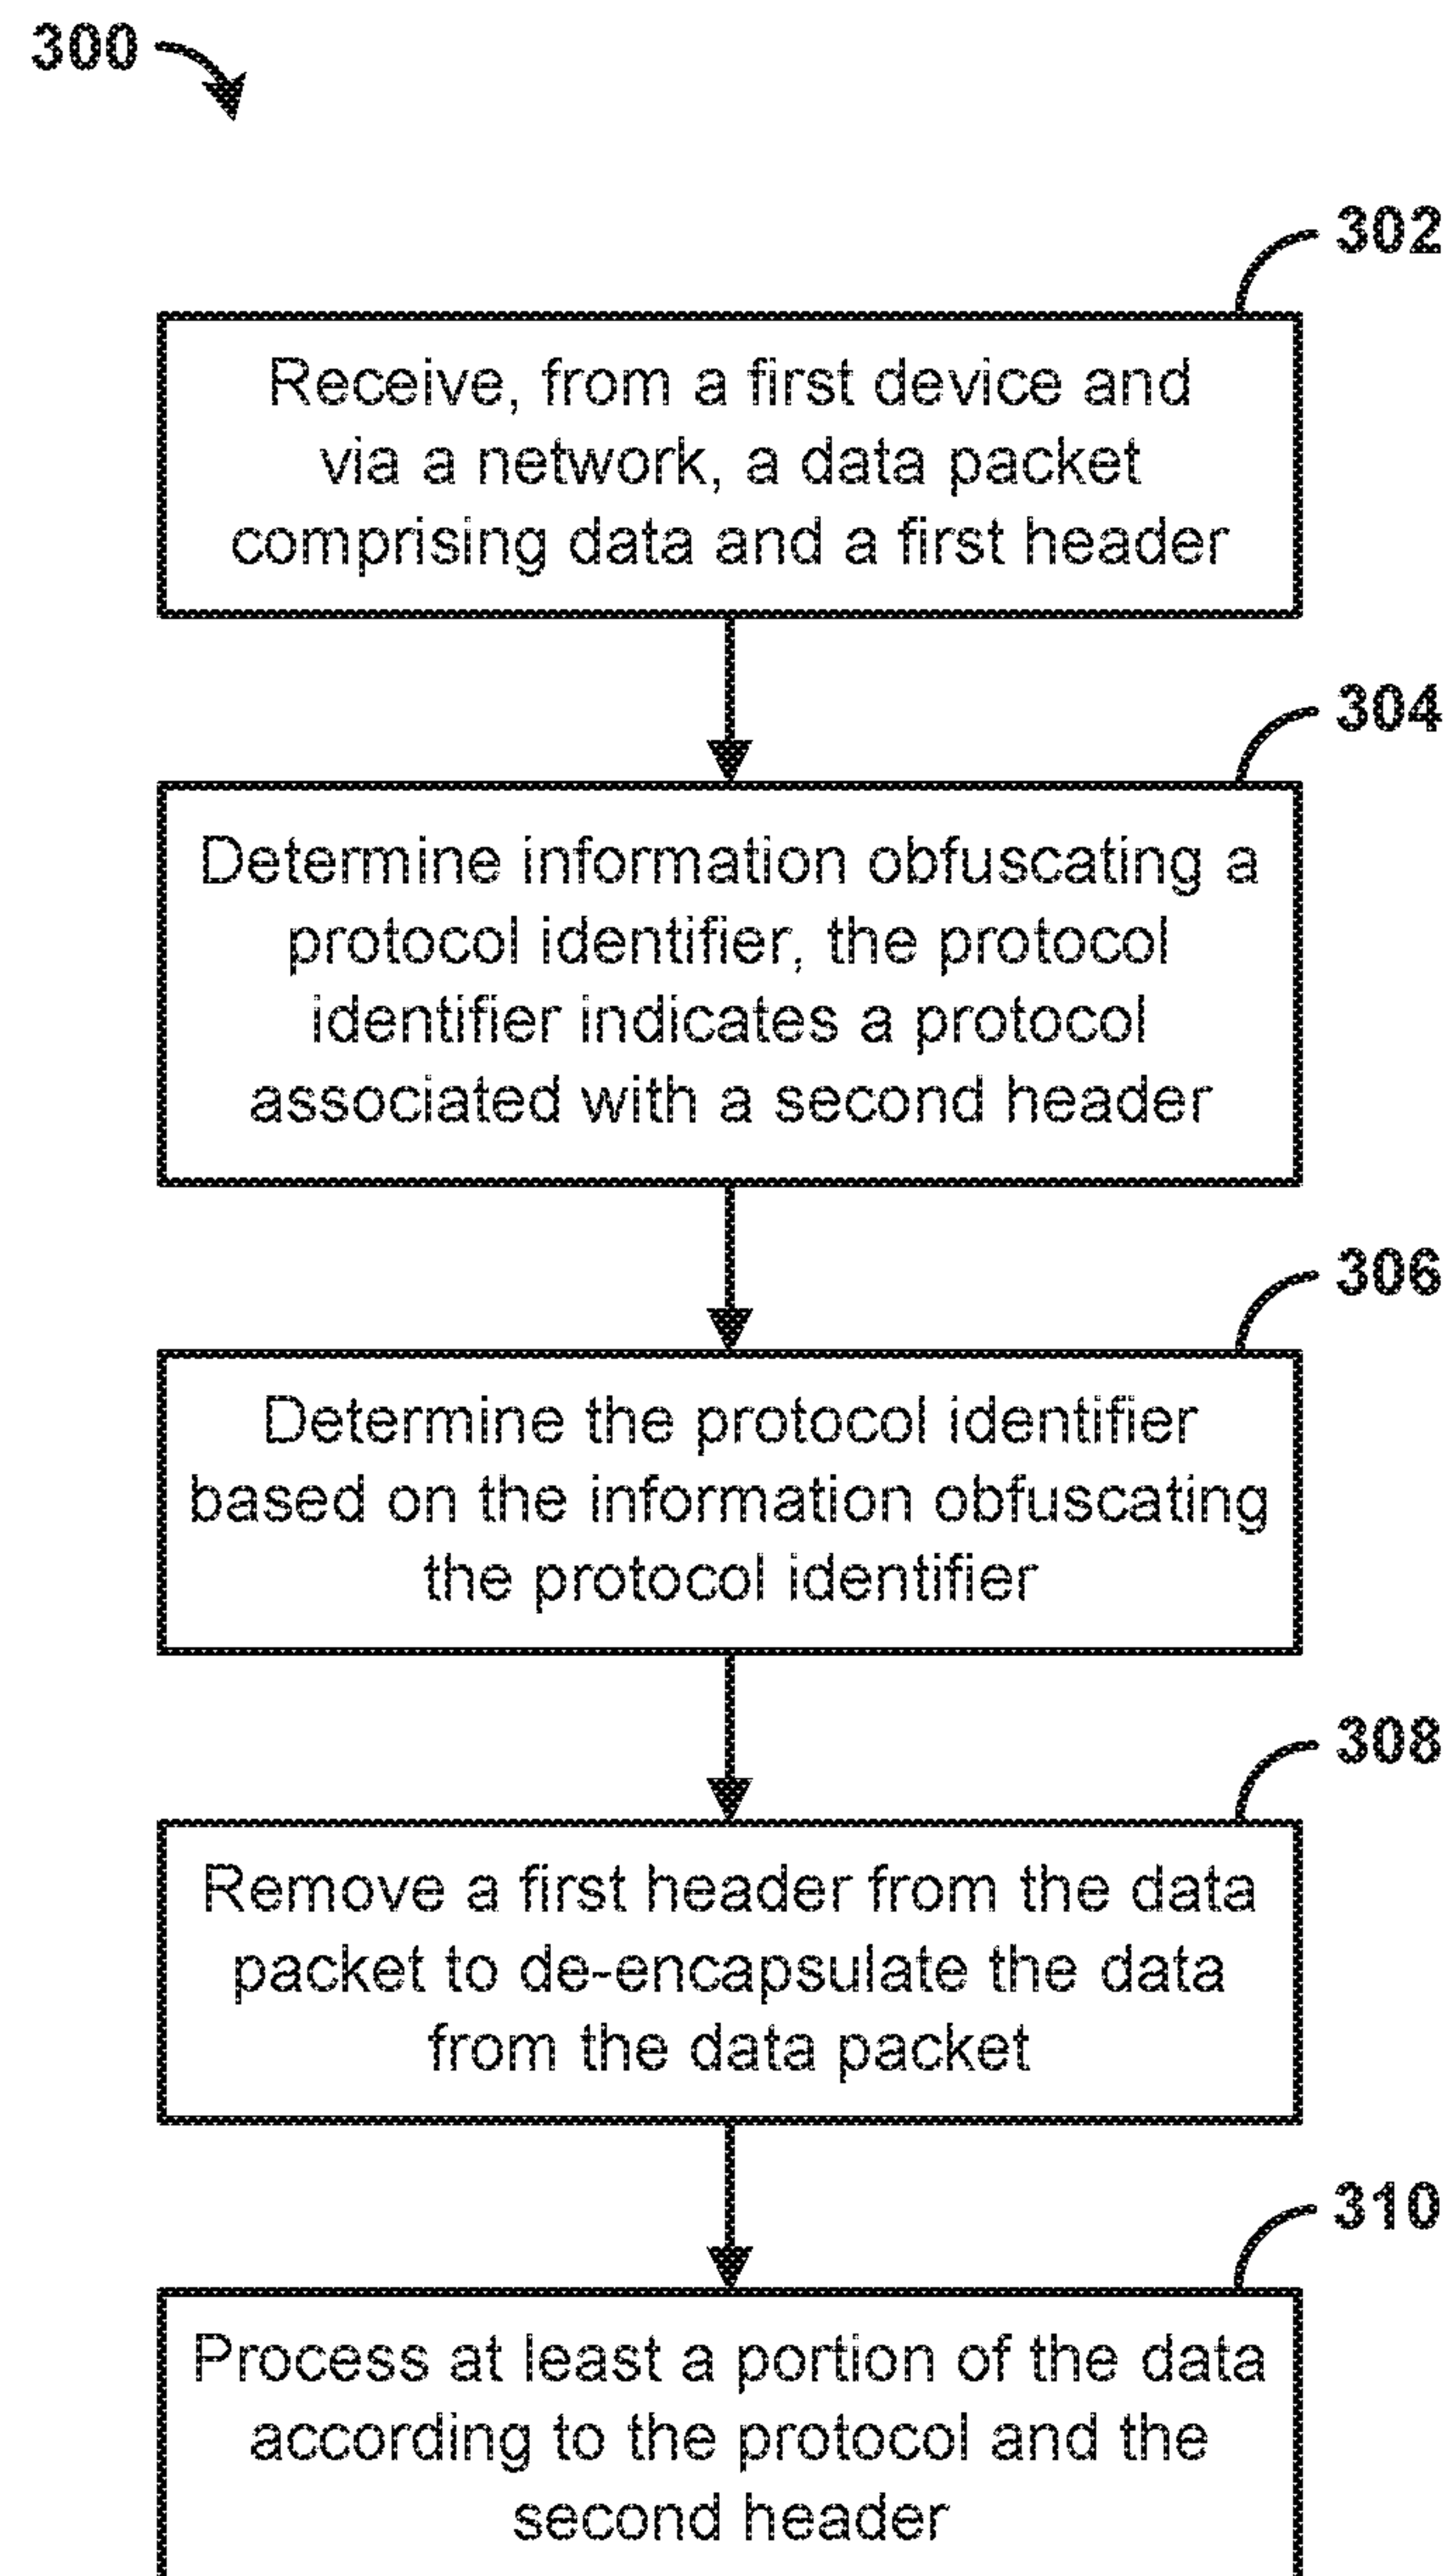 300
302
Receive, from a first device and
via a network, a data packet
comprising data and a first header
304
Determine information obfuscating a
protocol identifier, the protocol
identifier indicates a protocol
associated with a second header
306
Determine the protocol identifier
based on the information obfuscating
the protocol identifier
308
Remove a first header from the data
packet to de-encapsulate the data
from the data packet
310
Process at least a portion of the data
according to the protocol and the
second header